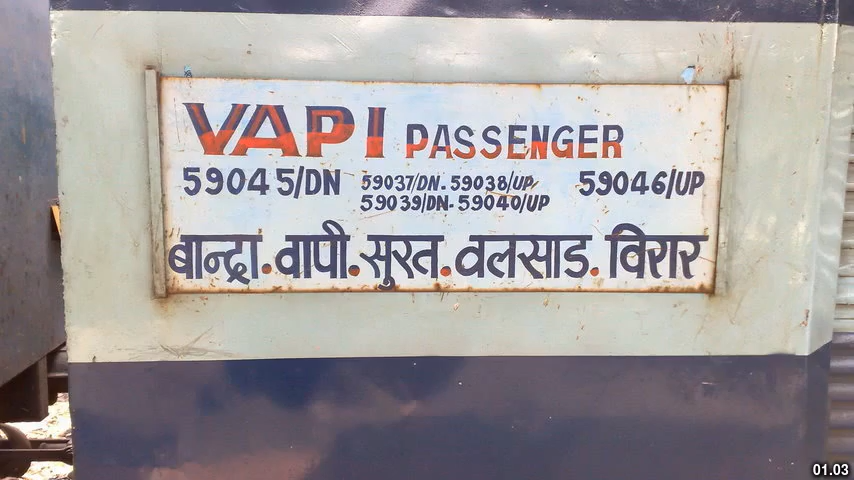 VAPI PASSENGER
59045/DN 59037/DN. 59038/UP 59046/UP
59039/DN- 59040/UP
बान्द्रा.वापी.सुरत.वलसाड.विरार
01.03